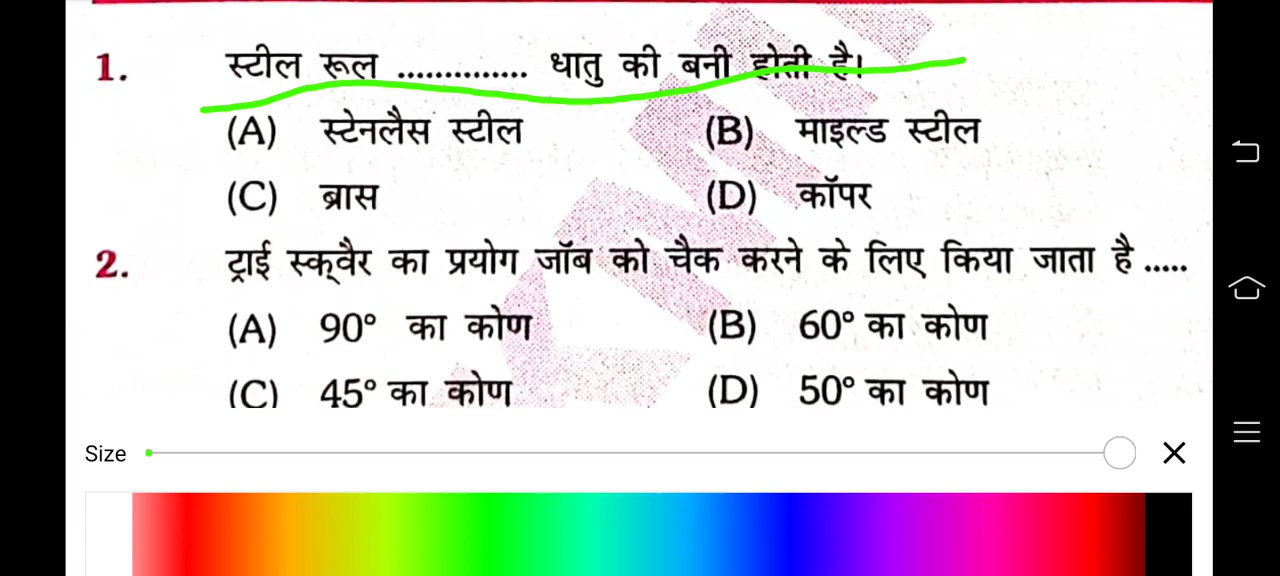 1. स्टील रूल .............. धातु की बनी होती है।
(A) स्टेनलैस स्टील (B) माइल्ड स्टील
(C) ब्रास (D) कॉपर
2. ट्राई स्क्वैर का प्रयोग जॉब को चैक करने के लिए किया जाता है .....
(A) 90° का कोण (B) 60° का कोण
(C) 45° का कोण (D) 50° का कोण
Size